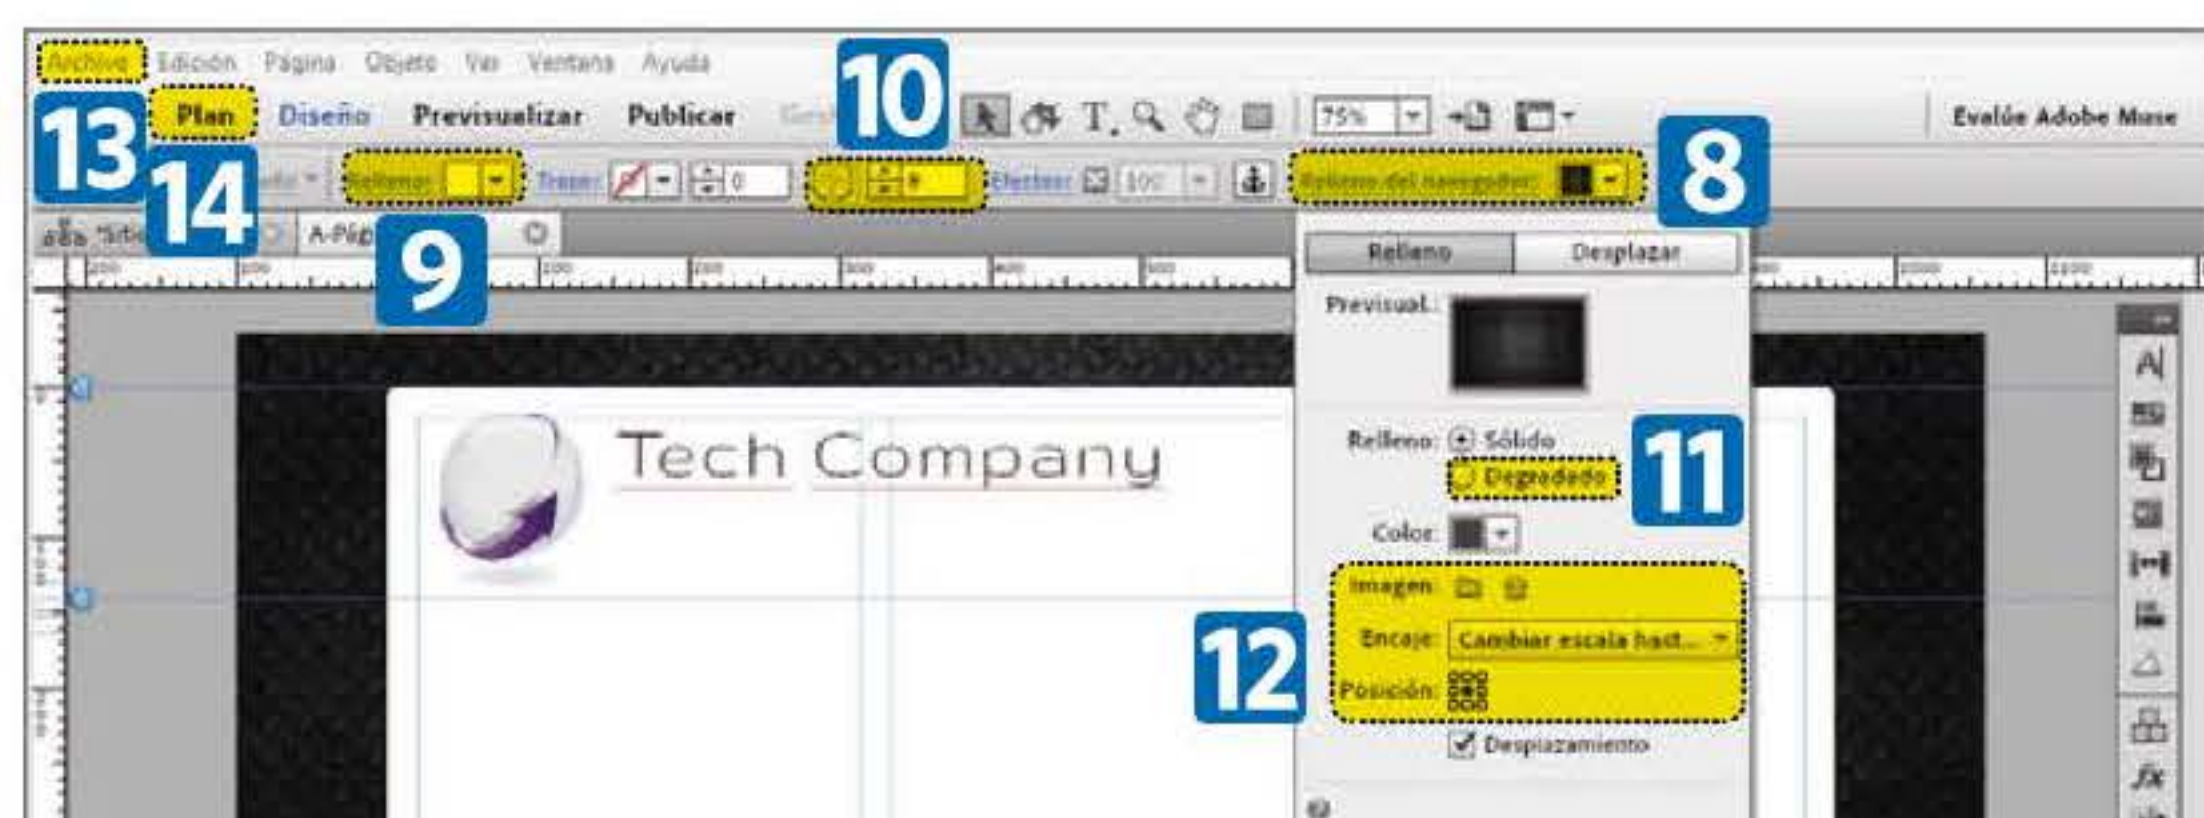 Archivo Edición Página Objeto Ver Ventana Ayuda
10
13
Plan Diseño Previsualizar Publicar
75%
Evalúe Adobe Muse
14
Relleno:
Trazo:
0
Efectos:
100
Relleno del navegador:
8
A-Pág
9
Relleno Desplazar
Previsual.:
Tech Company
Relleno: Sólido
Degradado
11
Color:
Imagen:
12
Encaje: Cambiar escala hast...
Posición:
Desplazamiento